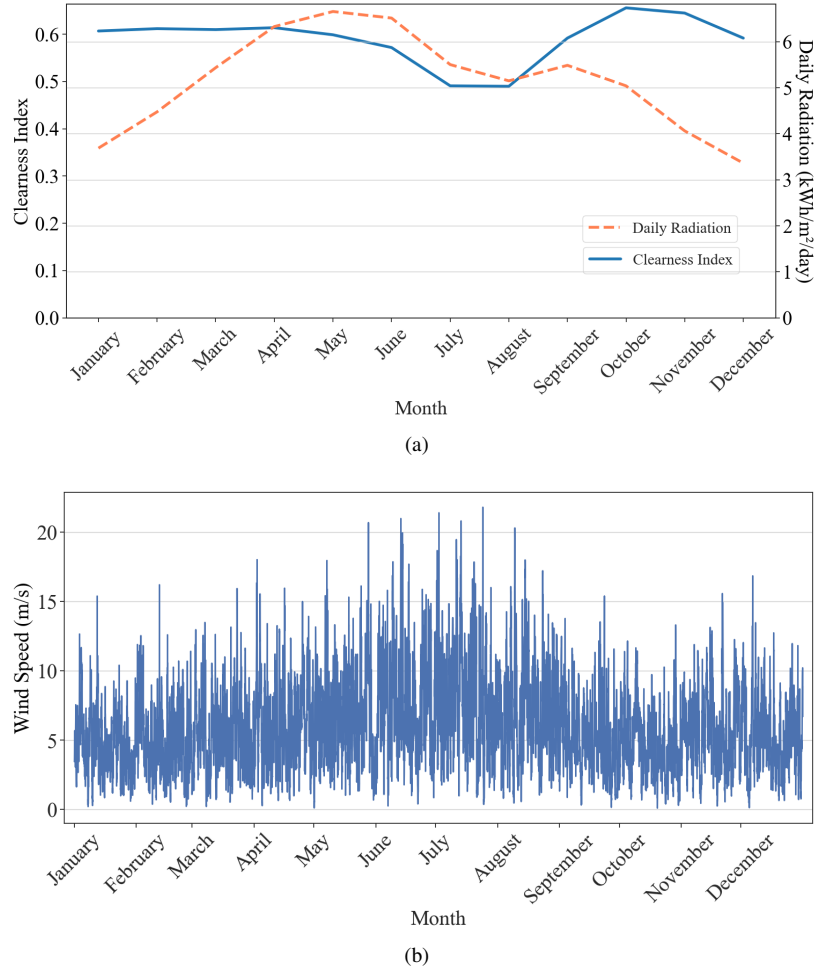 0.6
0.5
0.4
0.3
0.2
0.1
0.0
Clearness Index
6
5
4
3
2
1
0
Daily Radiation (kWh/m²/day)
Daily Radiation
Clearness Index
January
February
March
April
May
June
July
August
September
October
November
December
Month
(a)
20
15
10
5
0
Wind Speed (m/s)
January
February
March
April
May
June
July
August
September
October
November
December
Month
(b)